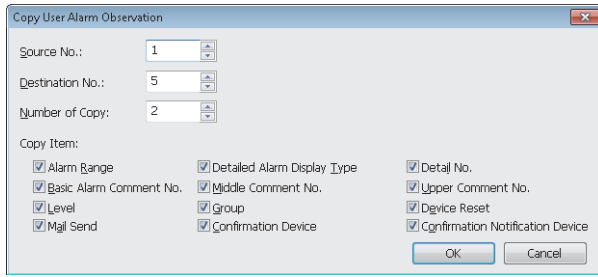 Copy User Alarm Observation
Source No.: 1
Destination No.: 5
Number of Copy: 2
Copy Item:
Alarm Range Detailed Alarm Display Type Detail No.
Basic Alarm Comment No. Middle Comment No. Upper Comment No.
Level Group Device Reset
Mail Send Confirmation Device Confirmation Notification Device
OK Cancel